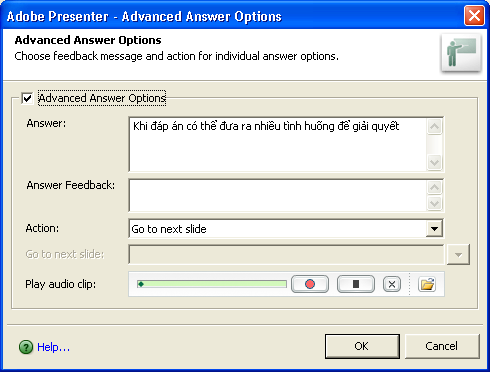 Adobe Presenter - Advanced Answer Options
Advanced Answer Options
Choose feedback message and action for individual answer options.
Advanced Answer Options
Answer:
Khi đáp án có thể đưa ra nhiều tình huống để giải quyết
Answer Feedback:
Action:
Go to next slide
Go to next slide:
Play audio clip:
Help...
OK
Cancel